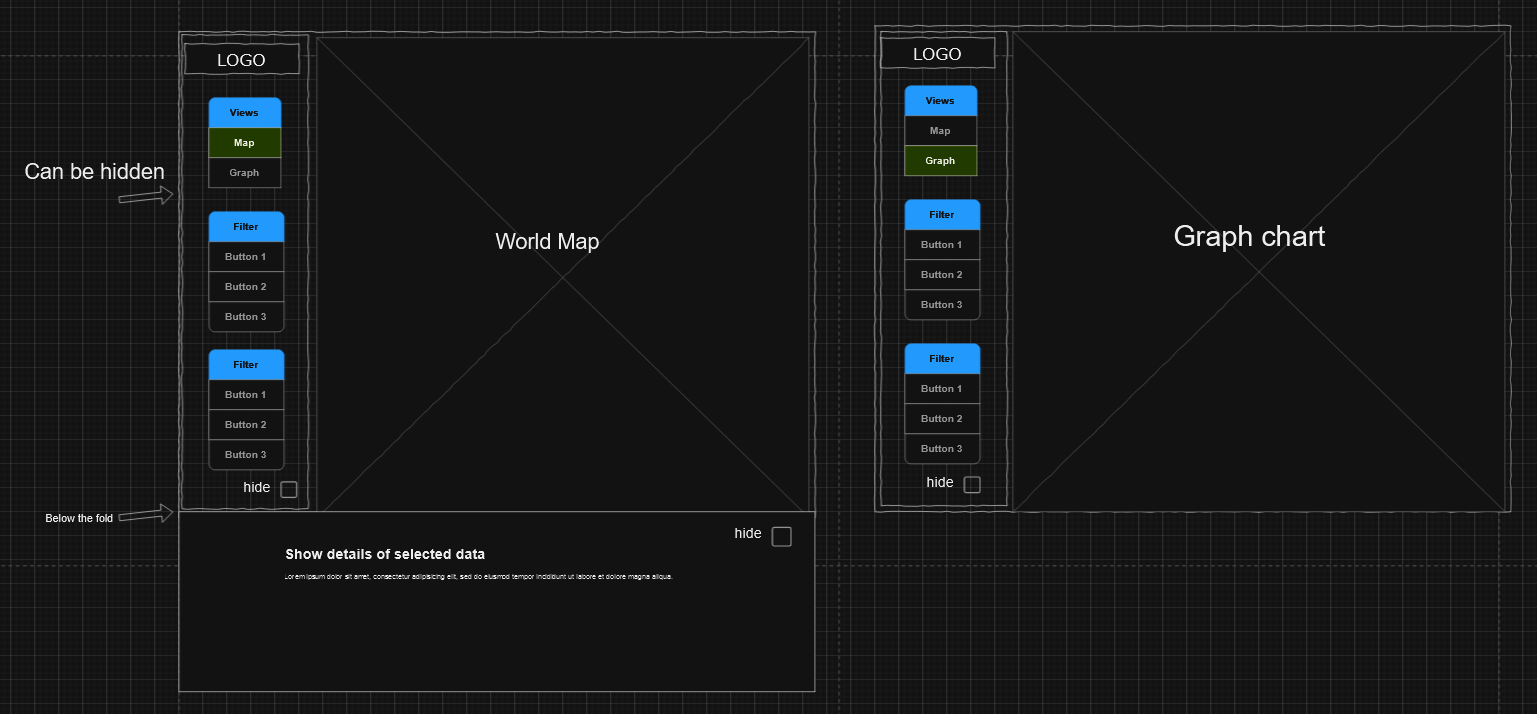 LOGO
Views
Map
Graph
Can be hidden
Filter
Button 1
Button 2
Button 3
Filter
Button 1
Button 2
Button 3
hide
World Map
Below the fold
hide
Show details of selected data
Lorem ipsum dolor sit amet, consectetur adipisicing elit, sed do eiusmod tempor incididunt ut labore et dolore magna aliqua.
LOGO
Views
Map
Graph
Filter
Button 1
Button 2
Button 3
Filter
Button 1
Button 2
Button 3
hide
Graph chart